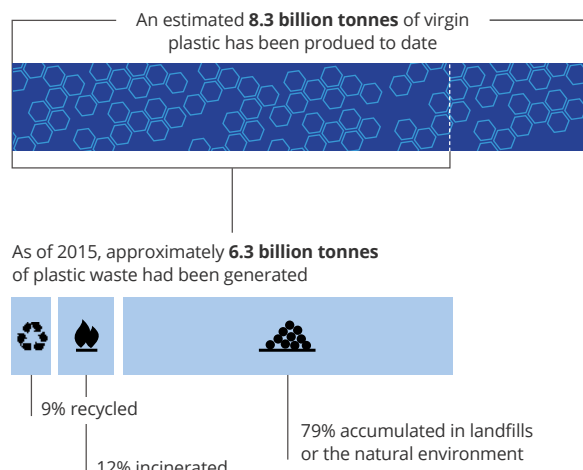 An estimated 8.3 billion tonnes of virgin
plastic has been produed to date
As of 2015, approximately 6.3 billion tonnes
of plastic waste had been generated
9% recycled
79% accumulated in landfills
or the natural environment
12% incinerated